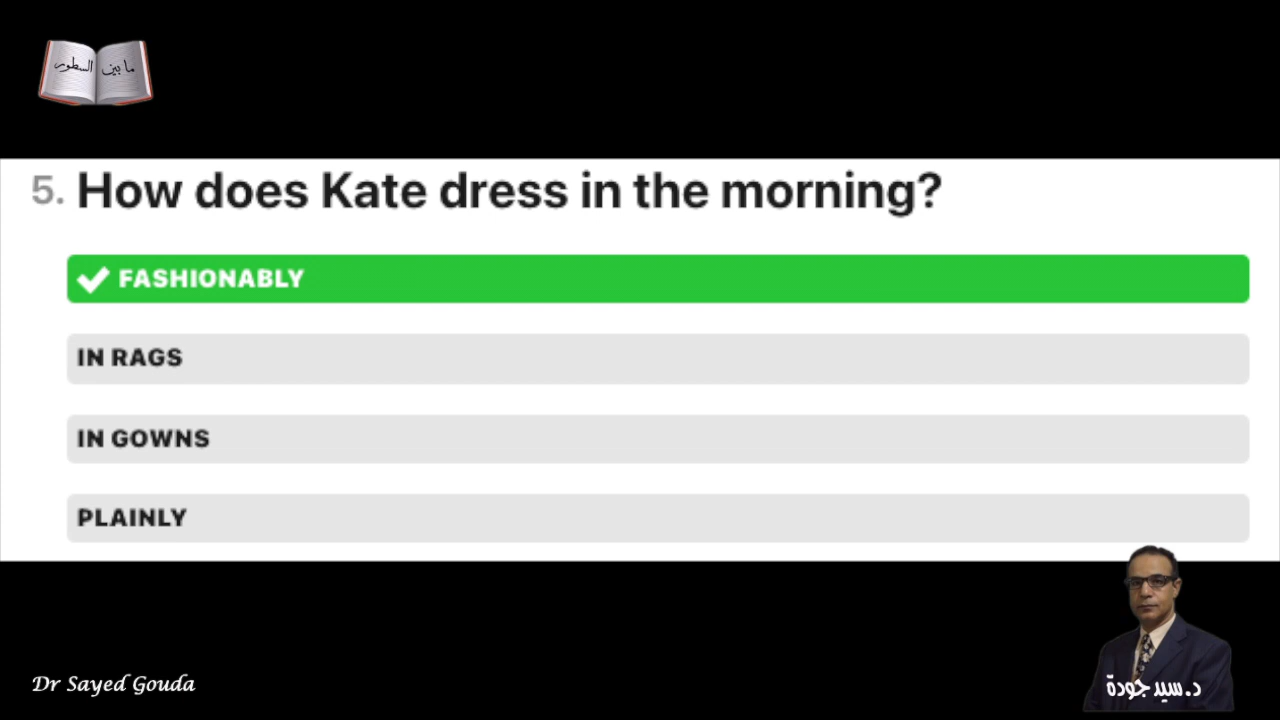 ما بين السطور
5. How does Kate dress in the morning?
FASHIONABLY
IN RAGS
IN GOWNS
PLAINLY
Dr Sayed Gouda
د. سيد جودة